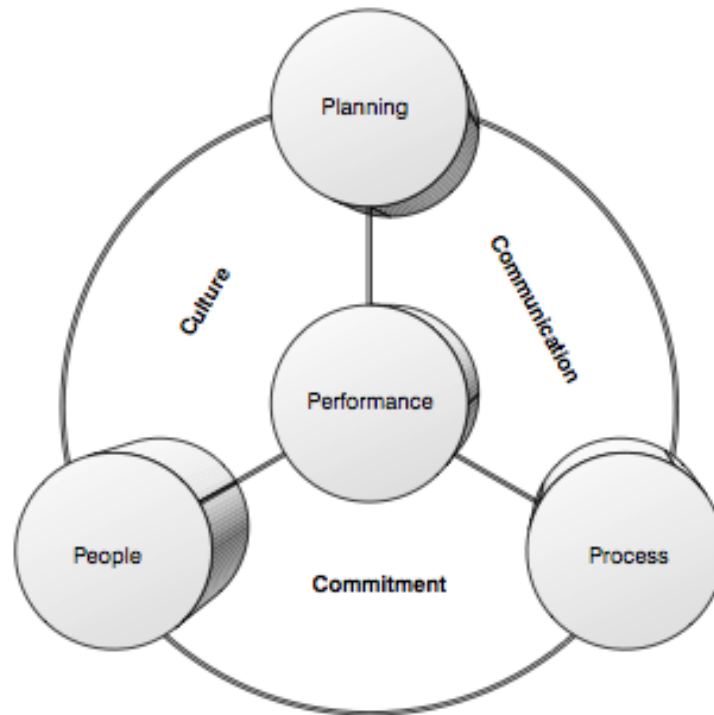 Planning
Culture
Communication
Performance
People
Process
Commitment